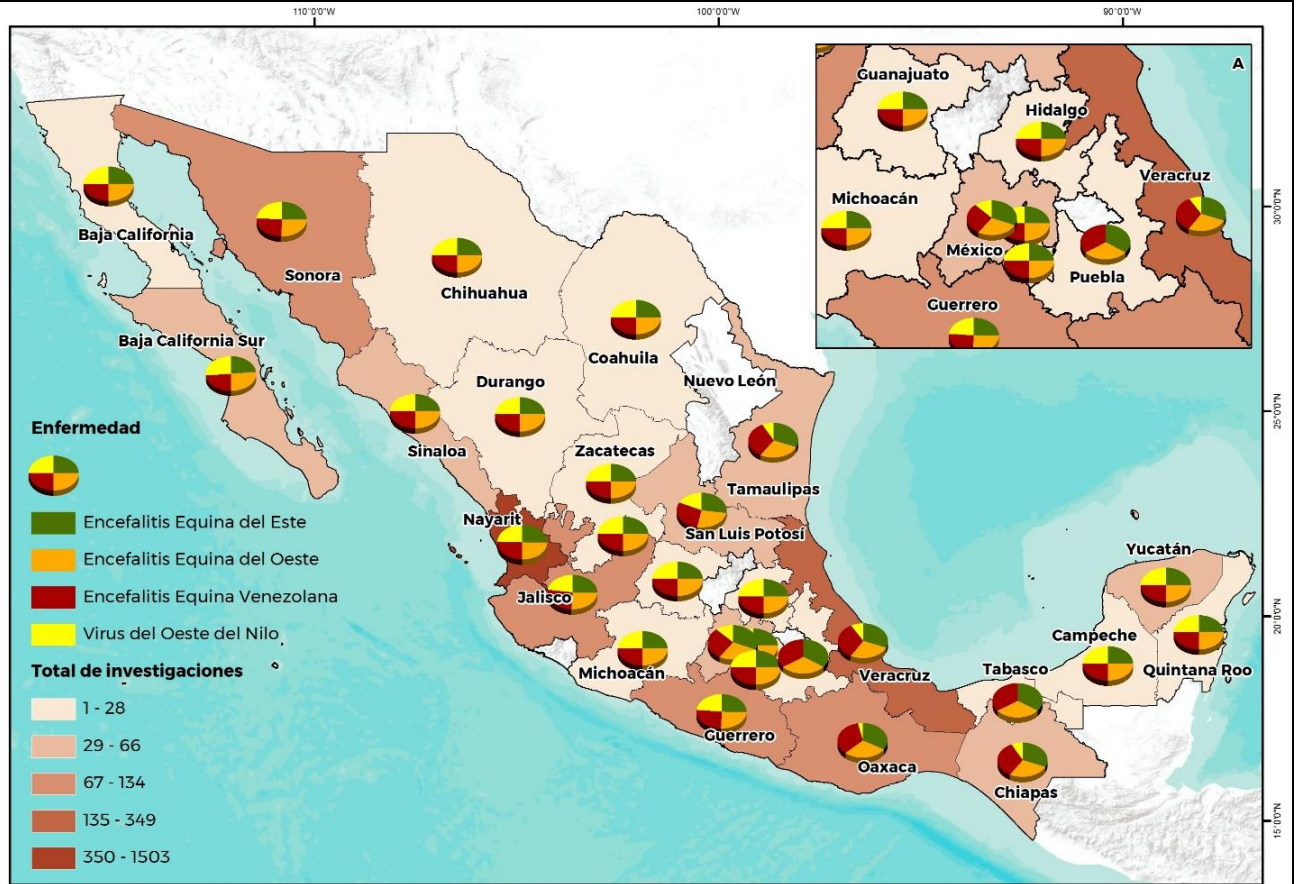 110°0'0"W
100°0'0"W
90°0'0"W
A
Guanajuato
Hidalgo
Veracruz
Michoacán
México
Puebla
Guerrero
30°0'0"N
25°0'0"N
20°0'0"N
15°0'0"N
Baja California
Sonora
Chihuahua
Coahuila
Baja California Sur
Nuevo León
Durango
Sinaloa
Zacatecas
Tamaulipas
Nayarit
San Luis Potosí
Jalisco
Yucatán
Michoacán
Campeche
Quintana Roo
Veracruz
Tabasco
Guerrero
Oaxaca
Chiapas
Enfermedad
Encefalitis Equina del Este
Encefalitis Equina del Oeste
Encefalitis Equina Venezolana
Virus del Oeste del Nilo
Total de investigaciones
1 - 28
29 - 66
67 - 134
135 - 349
350 - 1503